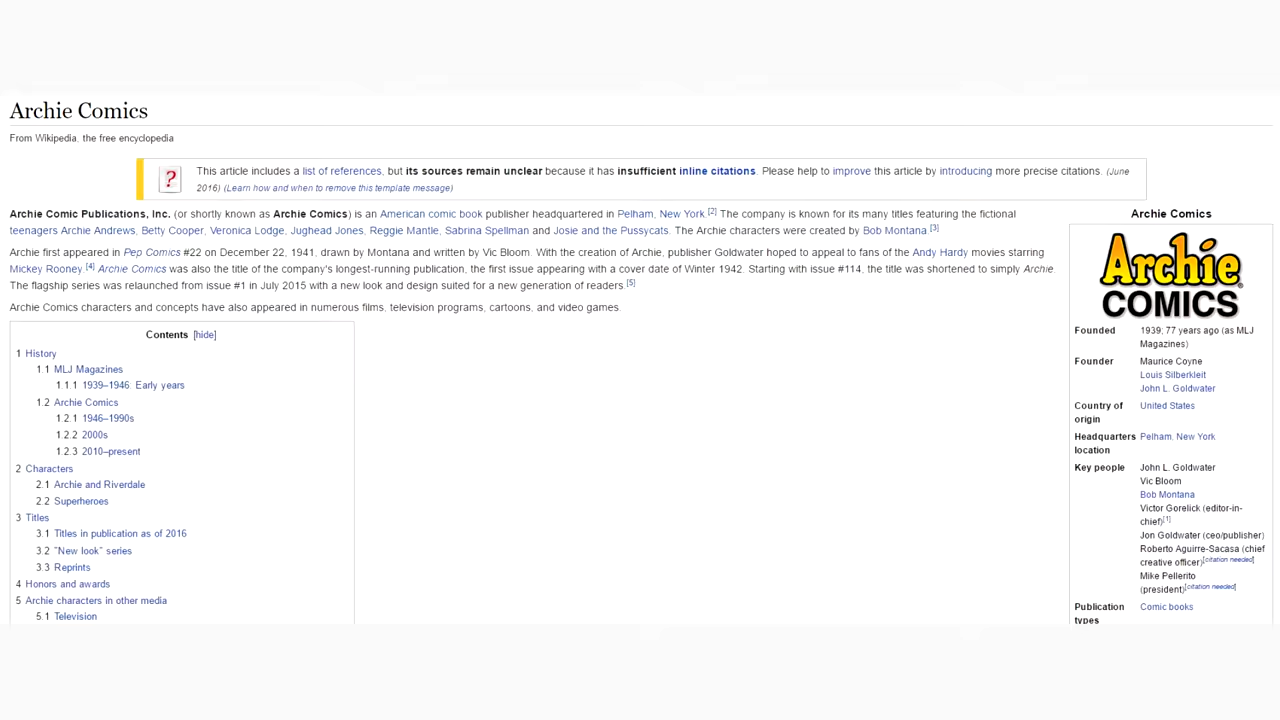 Archie Comics
From Wikipedia, the free encyclopedia
This article includes a list of references, but its sources remain unclear because it has insufficient inline citations. Please help to improve this article by introducing more precise citations. (June
2016) (Learn how and when to remove this template message)
Archie Comic Publications, Inc. (or shortly known as Archie Comics) is an American comic book publisher headquartered in Pelham, New York.[2] The company is known for its many titles featuring the fictional
teenagers Archie Andrews, Betty Cooper, Veronica Lodge, Jughead Jones, Reggie Mantle, Sabrina Spellman and Josie and the Pussycats. The Archie characters were created by Bob Montana.[3]
Archie first appeared in Pep Comics #22 on December 22, 1941, drawn by Montana and written by Vic Bloom. With the creation of Archie, publisher Goldwater hoped to appeal to fans of the Andy Hardy movies starring
Mickey Rooney.[4] Archie Comics was also the title of the company's longest-running publication, the first issue appearing with a cover date of Winter 1942. Starting with issue #114, the title was shortened to simply Archie.
The flagship series was relaunched from issue #1 in July 2015 with a new look and design suited for a new generation of readers.[5]
Archie Comics characters and concepts have also appeared in numerous films, television programs, cartoons, and video games.
Contents [hide]
1 History
1.1 MLJ Magazines
1.1.1 1939–1946: Early years
1.2 Archie Comics
1.2.1 1946–1990s
1.2.2 2000s
1.2.3 2010–present
2 Characters
2.1 Archie and Riverdale
2.2 Superheroes
3 Titles
3.1 Titles in publication as of 2016
3.2 "New look" series
3.3 Reprints
4 Honors and awards
5 Archie characters in other media
5.1 Television
Archie Comics
Archie
COMICS
Founded 1939; 77 years ago (as MLJ
Magazines)
Founder Maurice Coyne
Louis Silberkleit
John L. Goldwater
Country of United States
origin
Headquarters Pelham, New York
location
Key people John L. Goldwater
Vic Bloom
Bob Montana
Victor Gorelick (editor-in-
chief)[1]
Jon Goldwater (ceo/publisher)
Roberto Aguirre-Sacasa (chief
creative officer)[citation needed]
Mike Pellerito
(president)[citation needed]
Publication Comic books
types